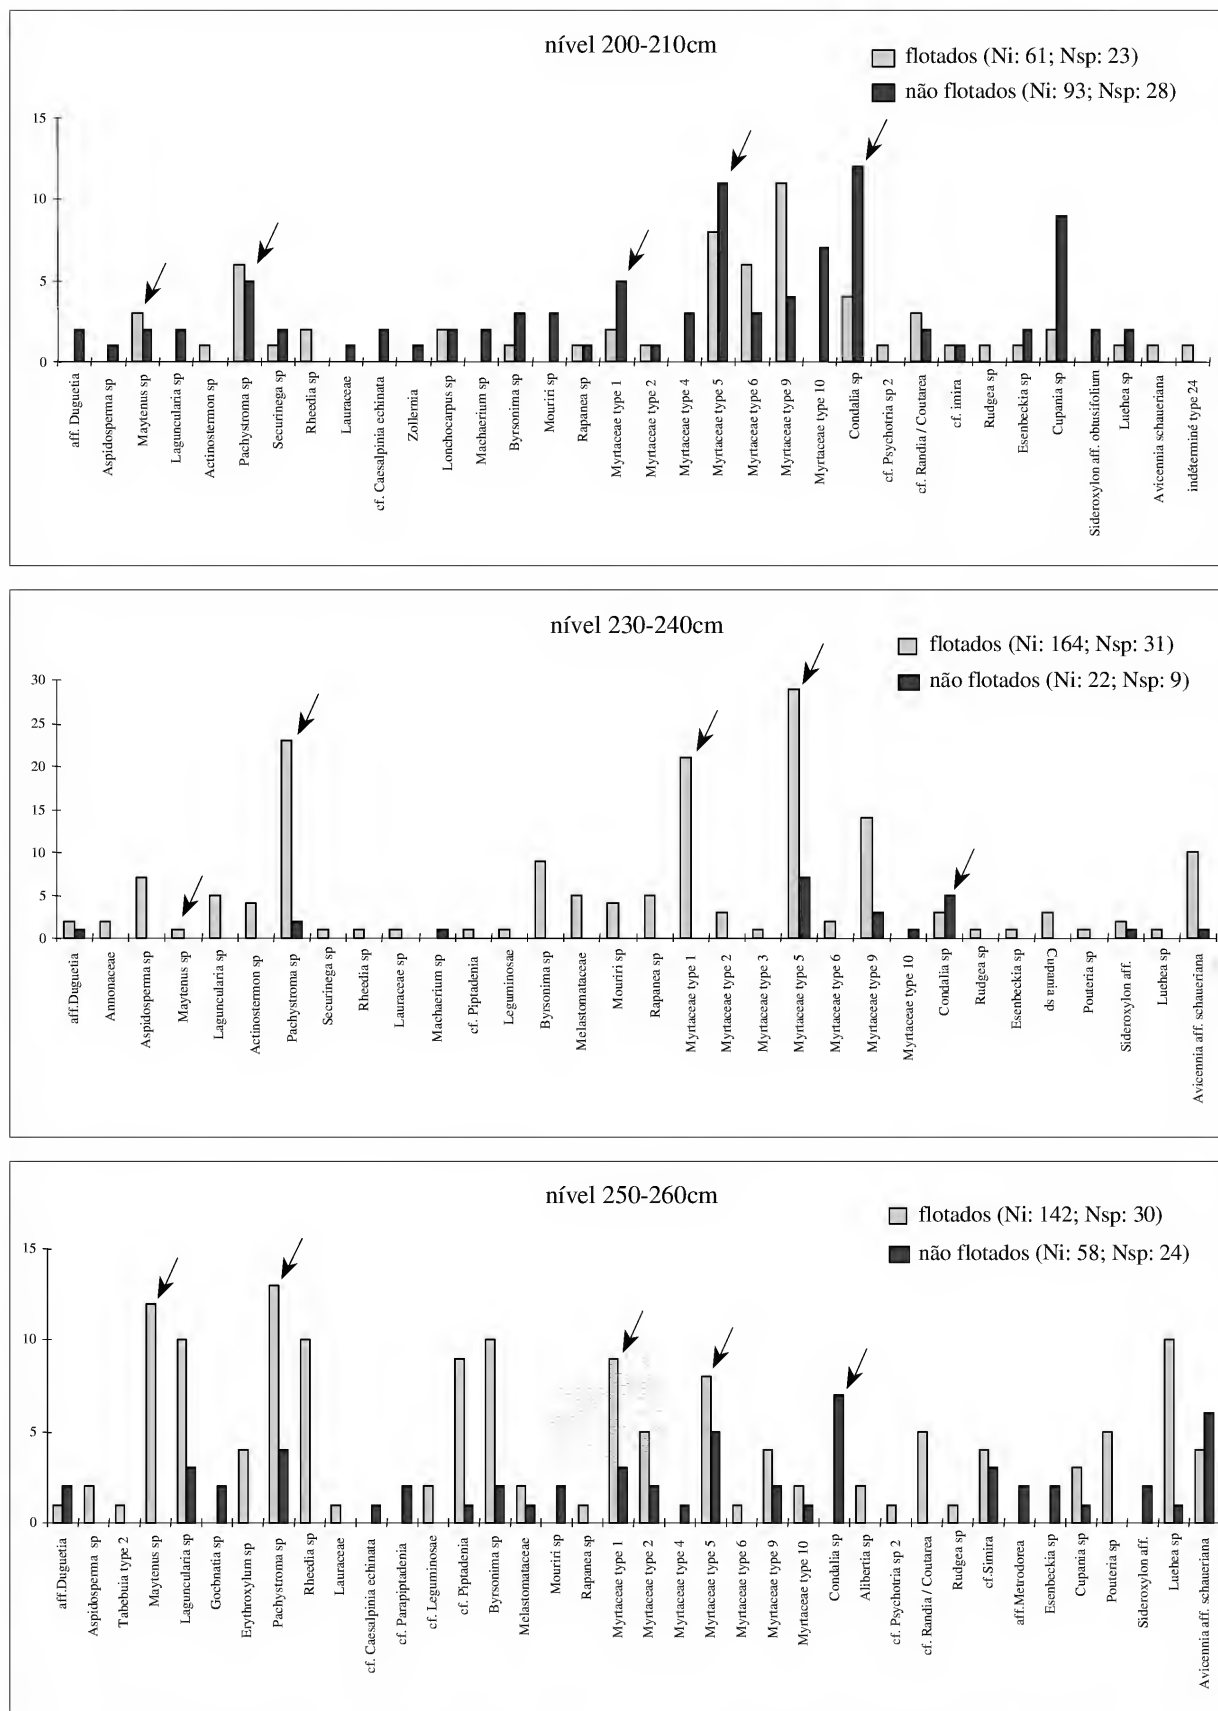 nível 200-210cm
flotados (Ni: 61; Nsp: 23)
não flotados (Ni: 93; Nsp: 28)
15
10
5
0
aff. Duguetia
Aspidosperma sp
Maytenus sp
Laguncularia sp
Actinostermon sp
Pachystroma sp
Securinega sp
Rheedia sp
Lauraceae
cf. Caesalpinia echinata
Zollernia
Lonchocarpus sp
Machaerium sp
Byrsonima sp
Mouriri sp
Rapanea sp
Myrtaceae type 1
Myrtaceae type 2
Myrtaceae type 4
Myrtaceae type 5
Myrtaceae type 6
Myrtaceae type 9
Myrtaceae type 10
Condalia sp
cf. Psychotria sp 2
cf. Randia / Coutarea
cf. imira
Rudgea sp
Esenbeckia sp
Cupania sp
Sideroxylon aff. obtusifolium
Luehea sp
Avicennia schaueriana
indéterminé type 24
nível 230-240cm
flotados (Ni: 164; Nsp: 31)
não flotados (Ni: 22; Nsp: 9)
30
25
20
15
10
5
0
aff.Duguetia
Annonaceae
Aspidosperma sp
Maytenus sp
Laguncularia sp
Actinostermon sp
Pachystroma sp
Securinega sp
Rheedia sp
Lauraceae sp
Machaerium sp
cf. Piptadenia
Leguminosae
Byrsonima sp
Melastomataceae
Mouriri sp
Rapanea sp
Myrtaceae type 1
Myrtaceae type 2
Myrtaceae type 3
Myrtaceae type 5
Myrtaceae type 6
Myrtaceae type 9
Myrtaceae type 10
Condalia sp
Rudgea sp
Esenbeckia sp
Cupania sp
Pouteria sp
Sideroxylon aff.
Luehea sp
Avicennia aff. schaueriana
nível 250-260cm
flotados (Ni: 142; Nsp: 30)
não flotados (Ni: 58; Nsp: 24)
15
10
5
0
aff.Duguetia
Aspidosperma sp
Tabebuia type 2
Maytenus sp
Laguncularia sp
Gochnatia sp
Erythroxylum sp
Pachystroma sp
Rheedia sp
Lauraceae
cf. Caesalpinia echinata
cf. Parapiptadenia
cf. Leguminosae
cf. Piptadenia
Byrsonima sp
Melastomataceae
Mouriri sp
Rapanea sp
Myrtaceae type 1
Myrtaceae type 2
Myrtaceae type 4
Myrtaceae type 5
Myrtaceae type 6
Myrtaceae type 9
Myrtaceae type 10
Condalia sp
Alibertia sp
cf. Psychotria sp 2
cf. Randia / Coutarea
Rudgea sp
cf.Simira
aff.Metrodorea
Esenbeckia sp
Cupania sp
Pouteria sp
Sideroxylon aff.
Luehea sp
Avicennia aff. schaueriana